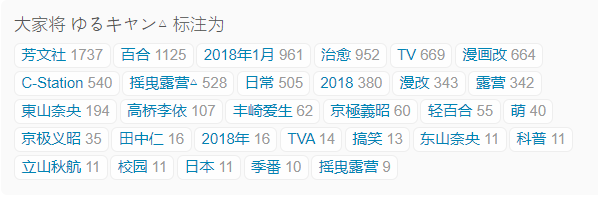 大家将 ゆるキャン△ 标注为
芳文社 1737 百合 1125 2018年1月 961 治愈 952 TV 669 漫画改 664
C-Station 540 摇曳露营△ 528 日常 505 2018 380 漫改 343 露营 342
東山奈央 194 高桥李依 107 丰崎爱生 62 京極義昭 60 轻百合 55 萌 40
京极义昭 35 田中仁 16 2018年 16 TVA 14 搞笑 13 东山奈央 11 科普 11
立山秋航 11 校园 11 日本 11 季番 10 摇曳露营 9